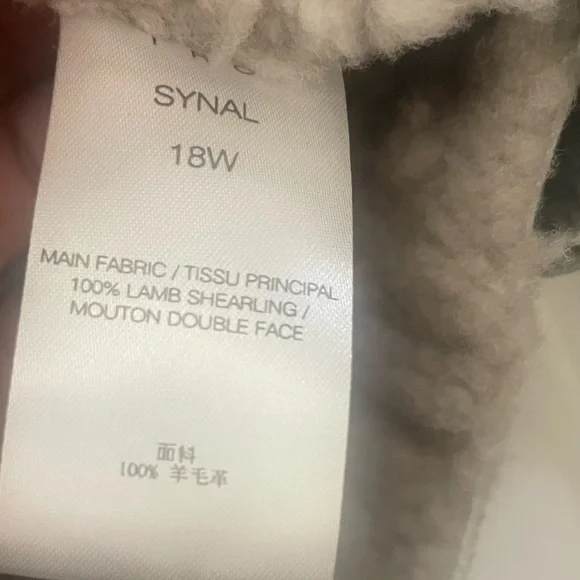 SYNAL
18W
MAIN FABRIC / TISSU PRINCIPAL
100% LAMB SHEARLING /
MOUTON DOUBLE FACE
面料
100% 羊毛革